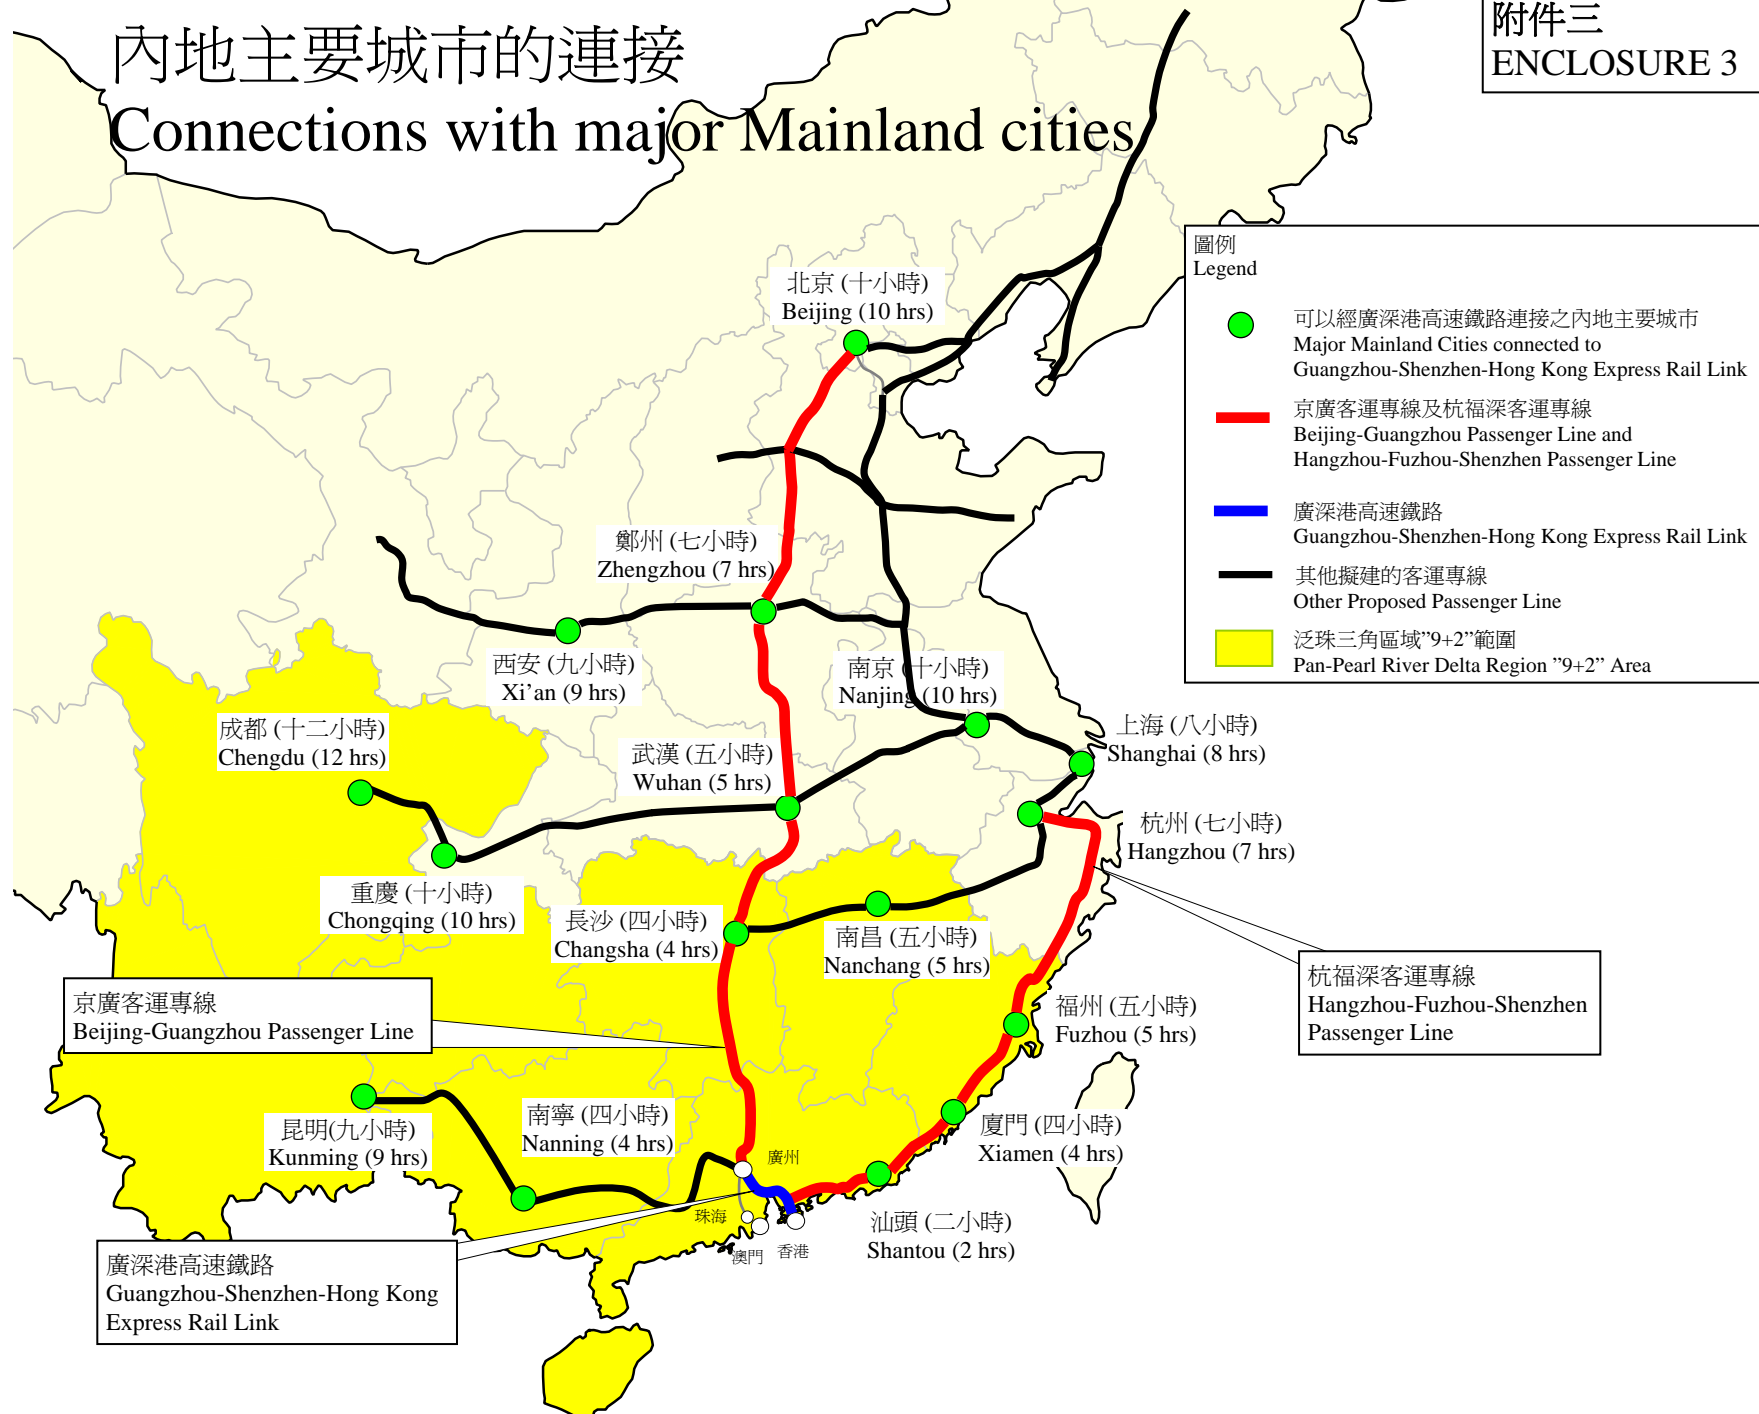 內地主要城市的連接
Connections with major Mainland cities
附件三
ENCLOSURE 3
圖例
Legend
可以經廣深港高速鐵路連接之內地主要城市
Major Mainland Cities connected to
Guangzhou-Shenzhen-Hong Kong Express Rail Link
京廣客運專線及杭福深客運專線
Beijing-Guangzhou Passenger Line and
Hangzhou-Fuzhou-Shenzhen Passenger Line
廣深港高速鐵路
Guangzhou-Shenzhen-Hong Kong Express Rail Link
其他擬建的客運專線
Other Proposed Passenger Line
泛珠三角區域”9+2”範圍
Pan-Pearl River Delta Region ”9+2” Area
北京 (十小時)
Beijing (10 hrs)
鄭州 (七小時)
Zhengzhou (7 hrs)
西安 (九小時)
Xi’an (9 hrs)
南京 (十小時)
Nanjing (10 hrs)
成都 (十二小時)
Chengdu (12 hrs)
武漢 (五小時)
Wuhan (5 hrs)
上海 (八小時)
Shanghai (8 hrs)
杭州 (七小時)
Hangzhou (7 hrs)
重慶 (十小時)
Chongqing (10 hrs)
長沙 (四小時)
Changsha (4 hrs)
南昌 (五小時)
Nanchang (5 hrs)
杭福深客運專線
Hangzhou-Fuzhou-Shenzhen
Passenger Line
京廣客運專線
Beijing-Guangzhou Passenger Line
福州 (五小時)
Fuzhou (5 hrs)
昆明(九小時)
Kunming (9 hrs)
南寧 (四小時)
Nanning (4 hrs)
廈門 (四小時)
Xiamen (4 hrs)
廣州
珠海
澳門
香港
汕頭 (二小時)
Shantou (2 hrs)
廣深港高速鐵路
Guangzhou-Shenzhen-Hong Kong
Express Rail Link